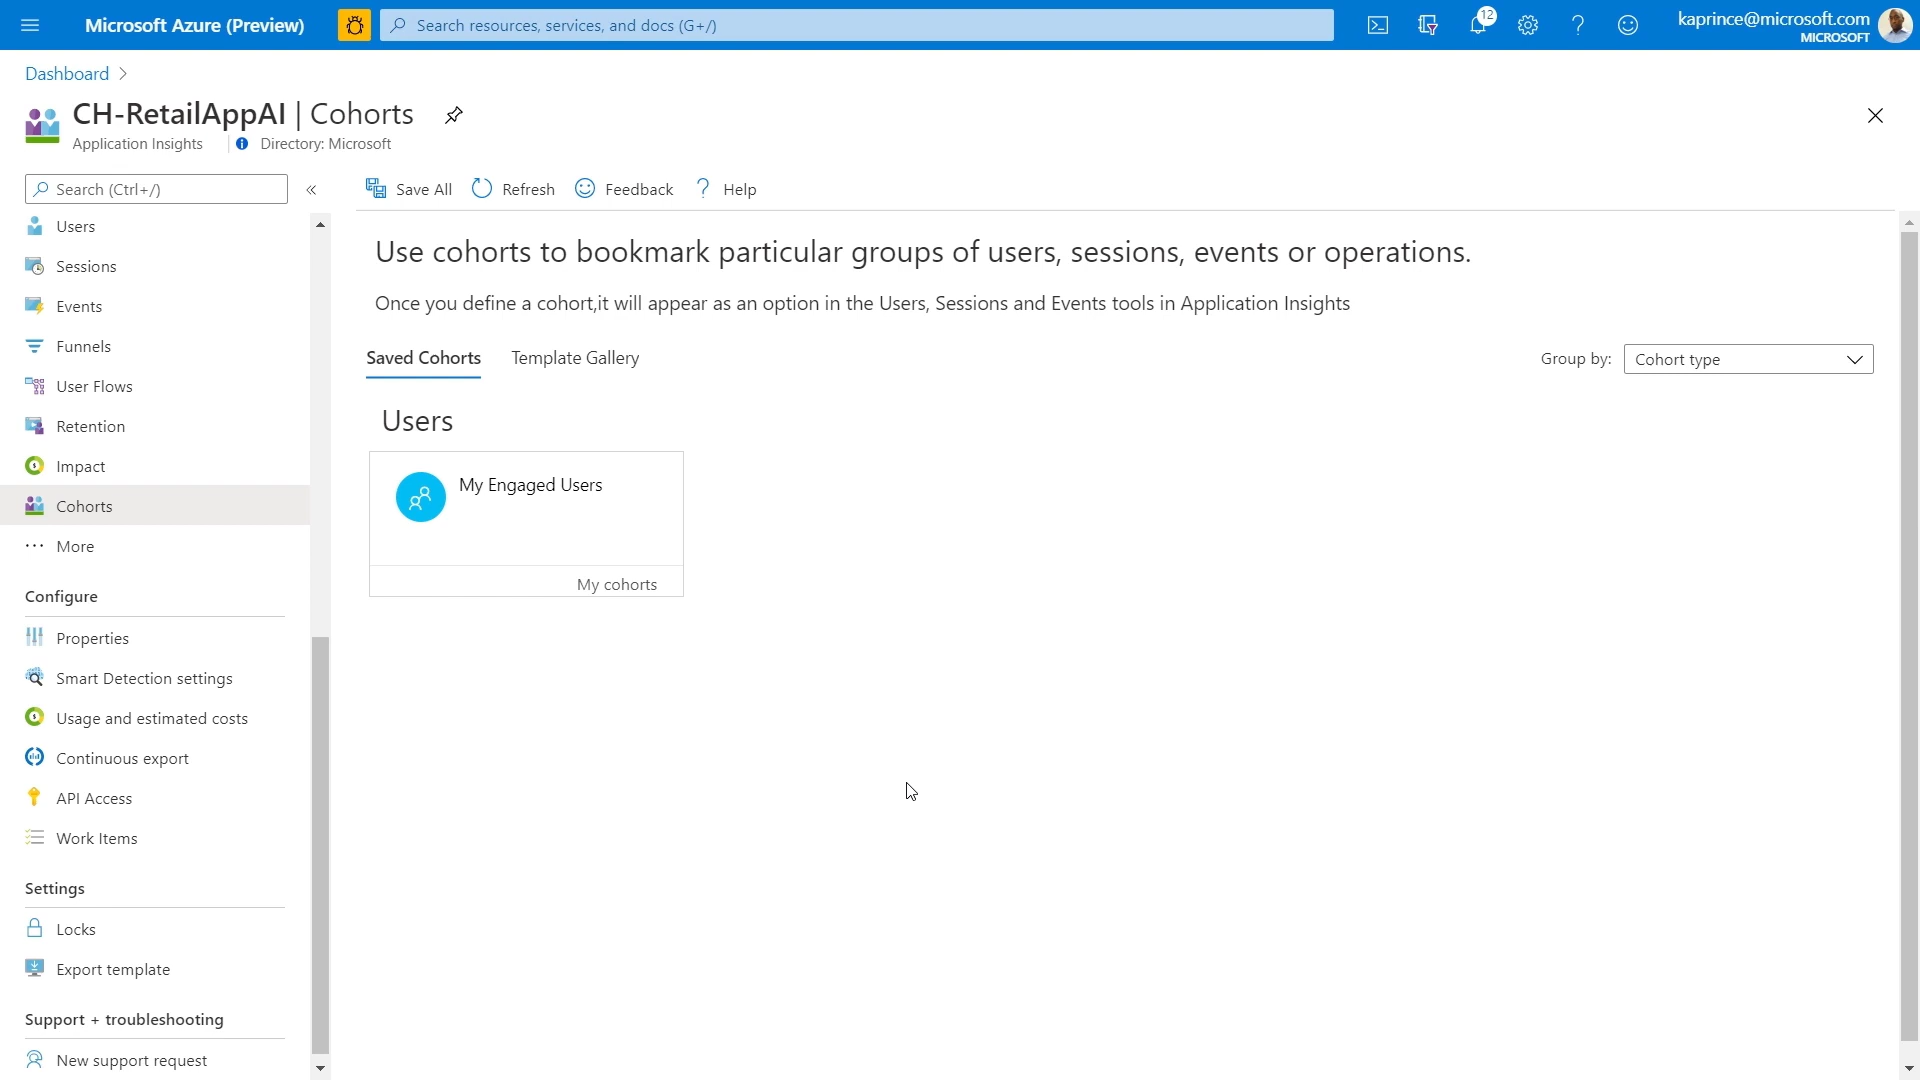 Microsoft Azure (Preview)
Search resources, services, and docs (G+/)
12
kaprince@microsoft.com
MICROSOFT
Dashboard
CH-RetailAppAI | Cohorts
Application Insights
Directory: Microsoft
Search (Ctrl+/)
Users
Sessions
Events
Funnels
User Flows
Retention
Impact
Cohorts
More
Configure
Properties
Smart Detection settings
Usage and estimated costs
Continuous export
API Access
Work Items
Settings
Locks
Export template
Support + troubleshooting
New support request
Save All
Refresh
Feedback
Help
Use cohorts to bookmark particular groups of users, sessions, events or operations.
Once you define a cohort,it will appear as an option in the Users, Sessions and Events tools in Application Insights
Saved Cohorts
Template Gallery
Group by:
Cohort type
Users
My Engaged Users
My cohorts